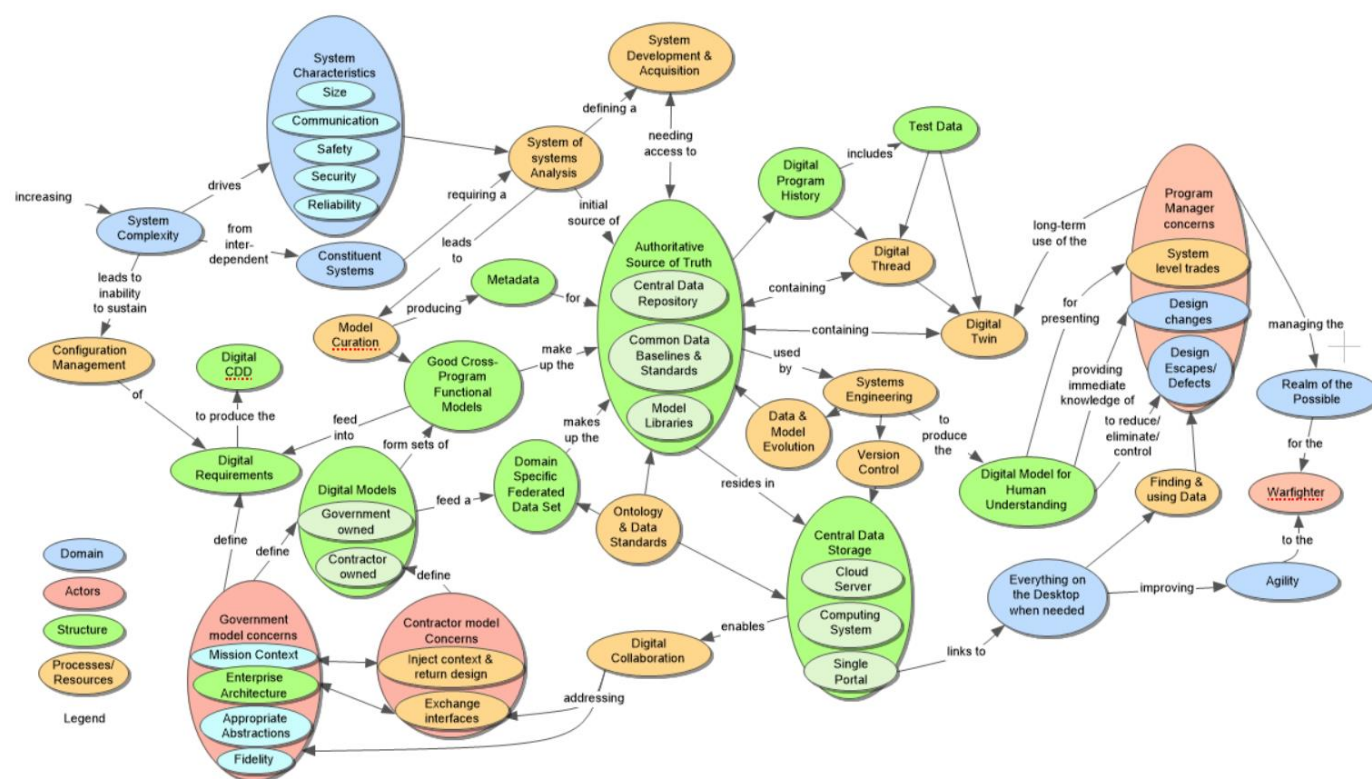 System
Characteristics
Size
Communication
Safety
Security
Reliability
increasing
System
Complexity
drives
from
inter-
dependent
Constituent
Systems
requiring a
System of
systems
Analysis
defining a
System
Development &
Acquisition
needing
access to
initial
source of
leads
to
leads to
inability
to sustain
Configuration
Management
of
Digital
CDD
to produce the
Digital
Requirements
feed
into
Model
Curation
producing
Metadata
for
Good Cross-
Program
Functional
Models
make
up the
form sets of
Authoritative
Source of Truth
Central Data
Repository
Common Data
Baselines &
Standards
Model
Libraries
Digital
Program
History
includes
Test Data
Digital
Thread
containing
containing
Digital
Twin
used
by
Systems
Engineering
Data &
Model
Evolution
Version
Control
to
produce
the
Digital Model for
Human
Understanding
long-term
use of the
for
presenting
providing
immediate
knowledge of
to reduce/
eliminate/
control
Program
Manager
concerns
System
level trades
Design
changes
Design
Escapes/
Defects
managing the
Realm of the
Possible
for the
Warfighter
to the
Agility
improving
Finding &
using Data
Everything on
the Desktop
when needed
links to
Digital Models
Government
owned
Contractor
owned
feed a
Domain
Specific
Federated
Data Set
makes
up the
Ontology
& Data
Standards
resides in
Central Data
Storage
Cloud
Server
Computing
System
Single
Portal
enables
Digital
Collaboration
addressing
define
define
define
Government
model concerns
Mission Context
Enterprise
Architecture
Appropriate
Abstractions
Fidelity
Contractor model
Concerns
Inject context &
return design
Exchange
interfaces
Domain
Actors
Structure
Processes/
Resources
Legend